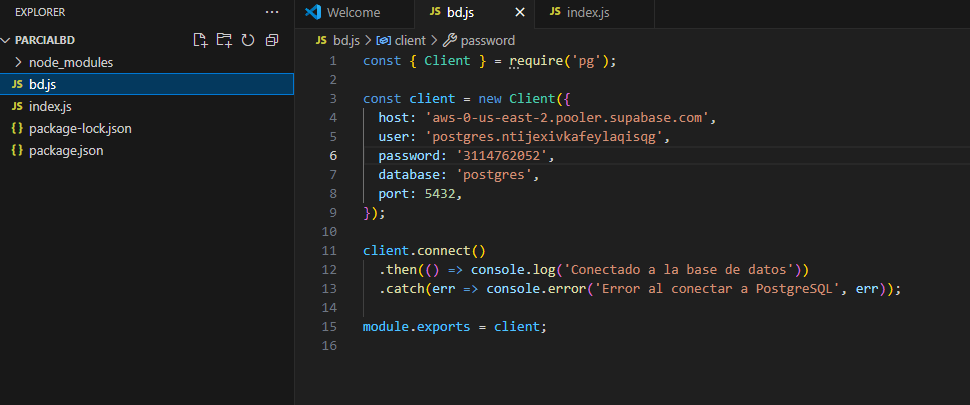 EXPLORER ...
Welcome
JS bd.js
JS index.js
PARCIALBD
JS bd.js > client > password
node_modules
JS bd.js
JS index.js
{} package-lock.json
{} package.json
1 const { Client } = require('pg');
2
3 const client = new Client({
4 host: 'aws-0-us-east-2.pooler.supabase.com',
5 user: 'postgres.ntijexivkafeylaqisqg',
6 password: '3114762052',
7 database: 'postgres',
8 port: 5432,
9 });
10
11 client.connect()
12 .then(() => console.log('Conectado a la base de datos'))
13 .catch(err => console.error('Error al conectar a PostgreSQL', err));
14
15 module.exports = client;
16